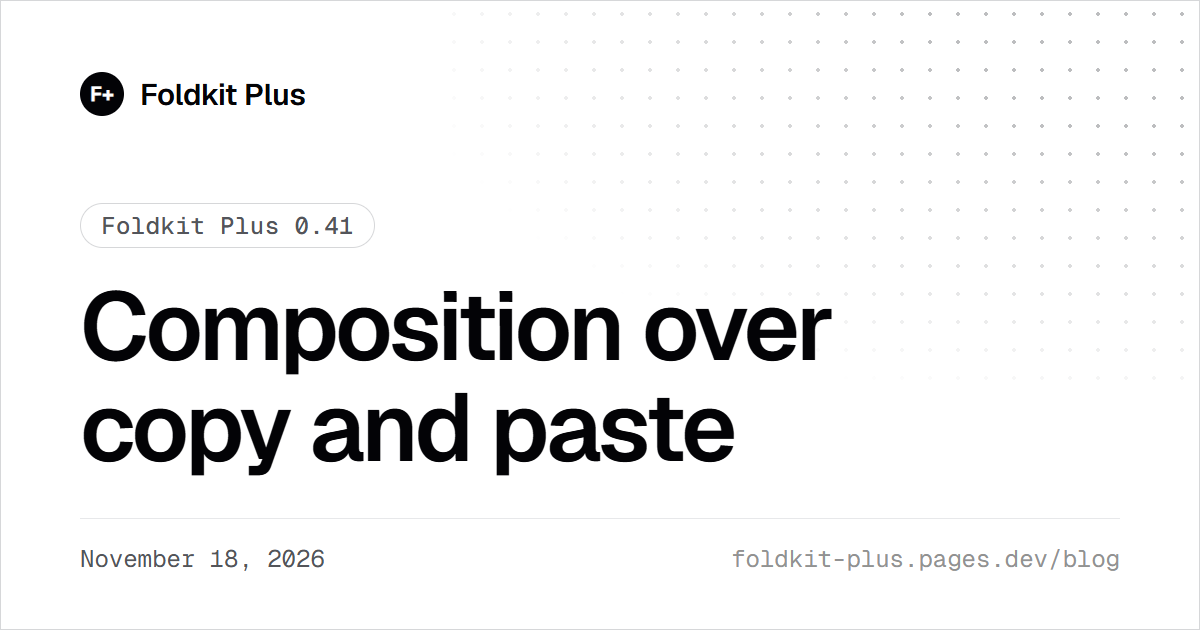 F+ Foldkit Plus
Foldkit Plus 0.41
Composition over
copy and paste
November 18, 2026
foldkit-plus.pages.dev/blog